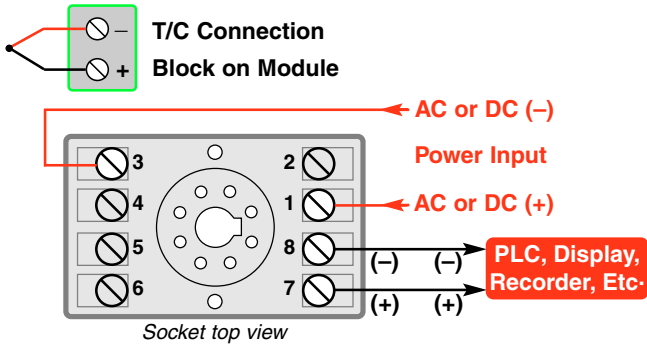 – T/C Connection
+ Block on Module
AC or DC (–)
3 2 Power Input
4 1 AC or DC (+)
5 8 (–) (–) PLC, Display,
6 7 (+) (+) Recorder, Etc.
Socket top view